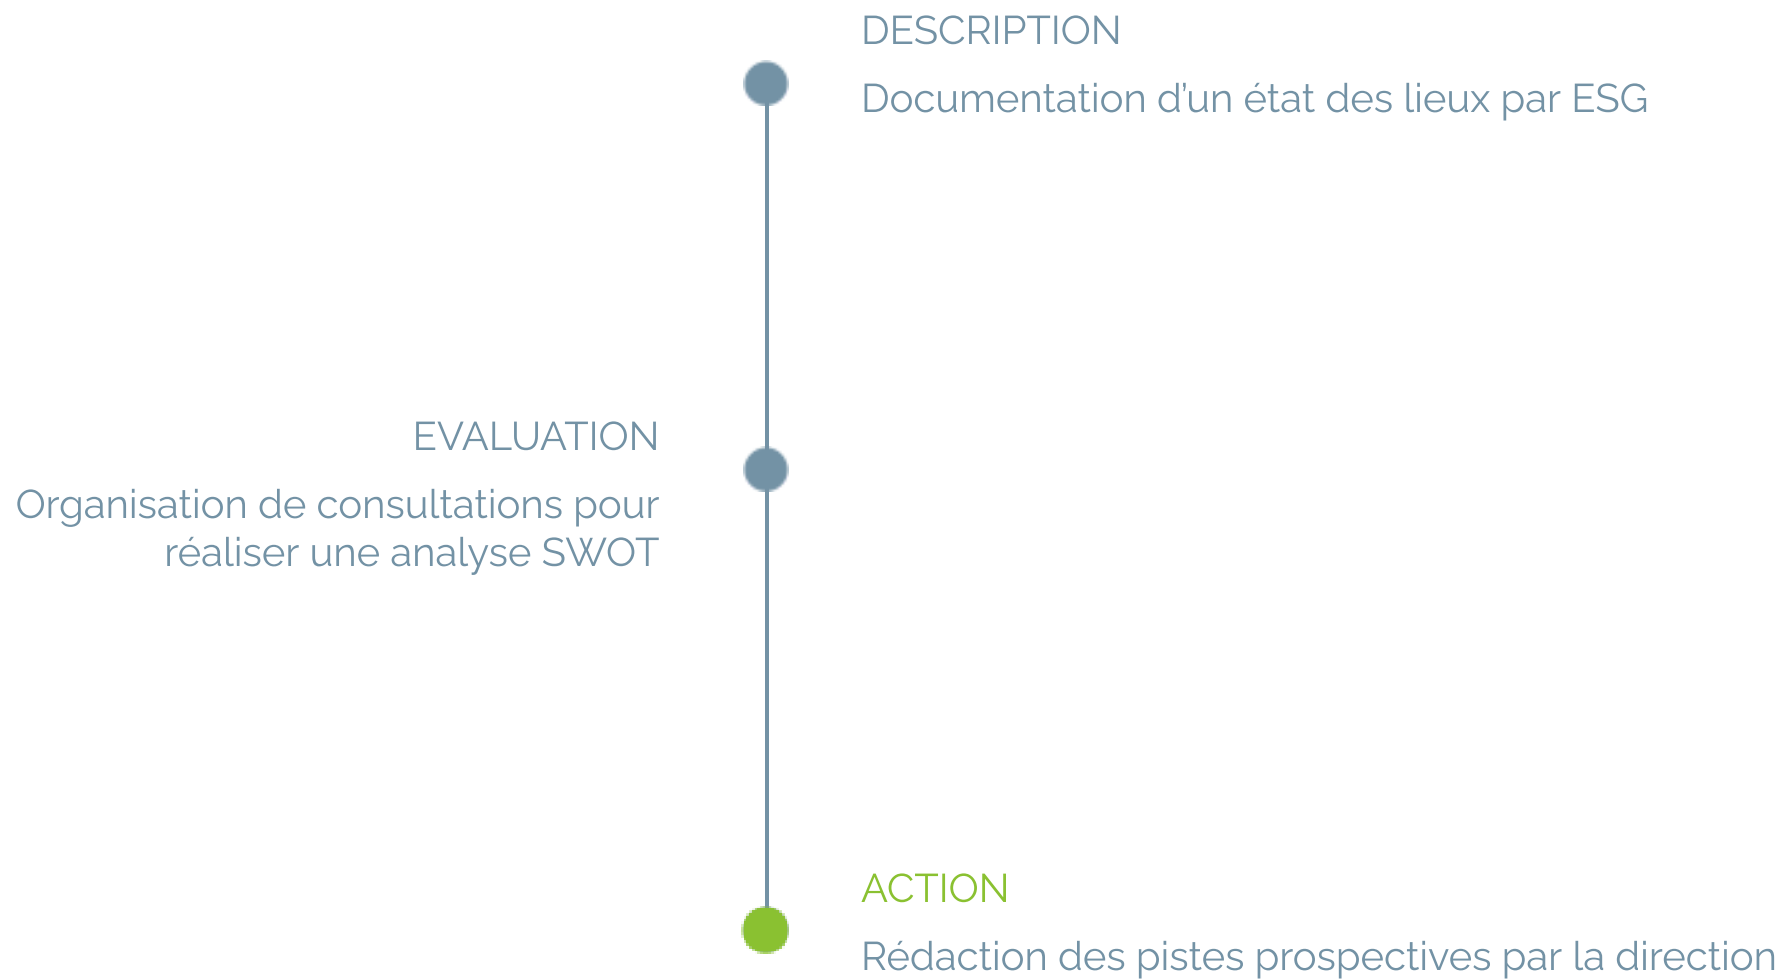 DESCRIPTION
Documentation d’un état des lieux par ESG
EVALUATION
Organisation de consultations pour
réaliser une analyse SWOT
ACTION
Rédaction des pistes prospectives par la direction